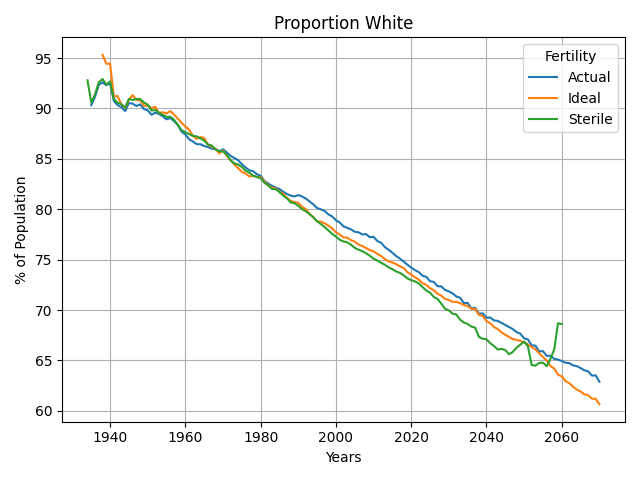 Proportion White
Fertility
Actual
Ideal
Sterile
% of Population
95
90
85
80
75
70
65
60
1940
1960
1980
2000
2020
2040
2060
Years